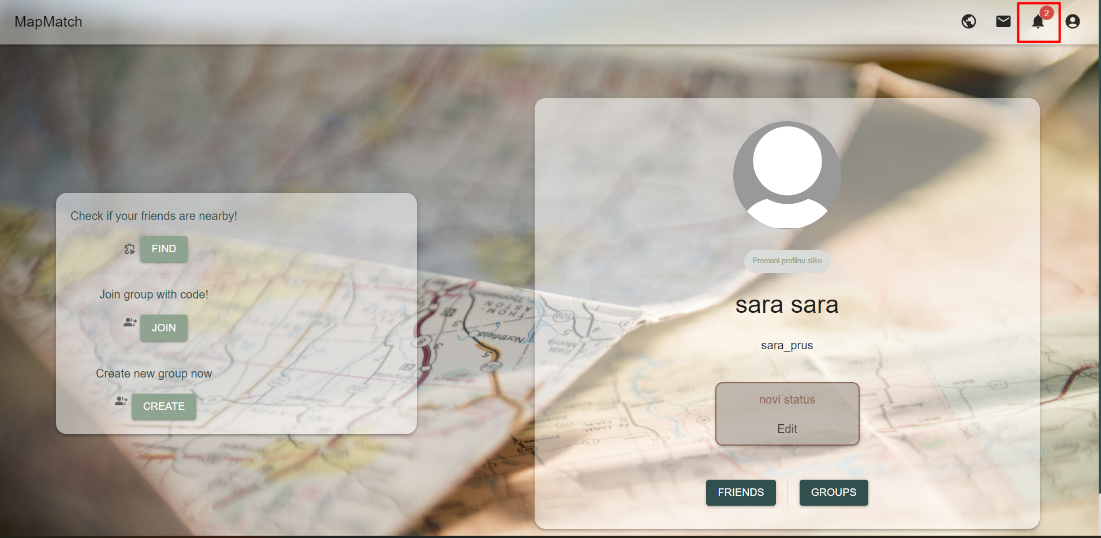 MapMatch
2
Check if your friends are nearby!
FIND
Join group with code!
JOIN
Create new group now
CREATE
Promeni profilnu sliku
sara sara
sara_prus
novi status
Edit
FRIENDS
GROUPS
Northfield